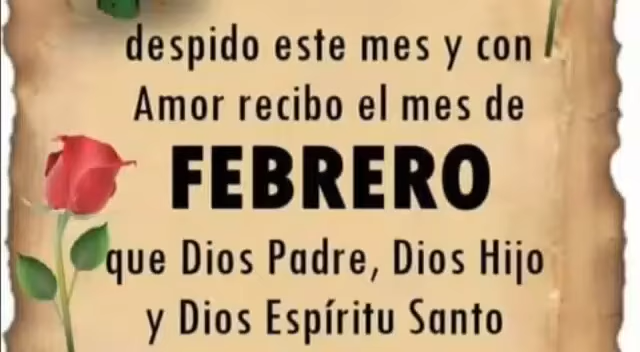 despido este mes y con
Amor recibo el mes de
FEBRERO
que Dios Padre, Dios Hijo
y Dios Espíritu Santo